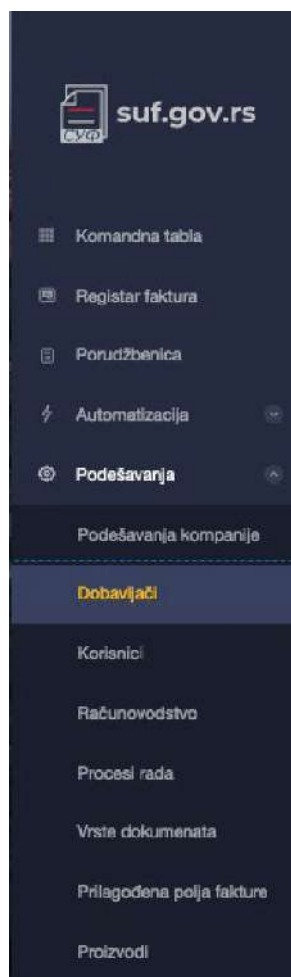 СУФ
suf.gov.rs
Komandna tabla
Registar faktura
Porudžbenica
Automatizacija
Podešavanja
Podešavanja kompanije
Dobavljači
Korisnici
Računovodstvo
Procesi rada
Vrste dokumenata
Prilagođena polja fakture
Proizvodi